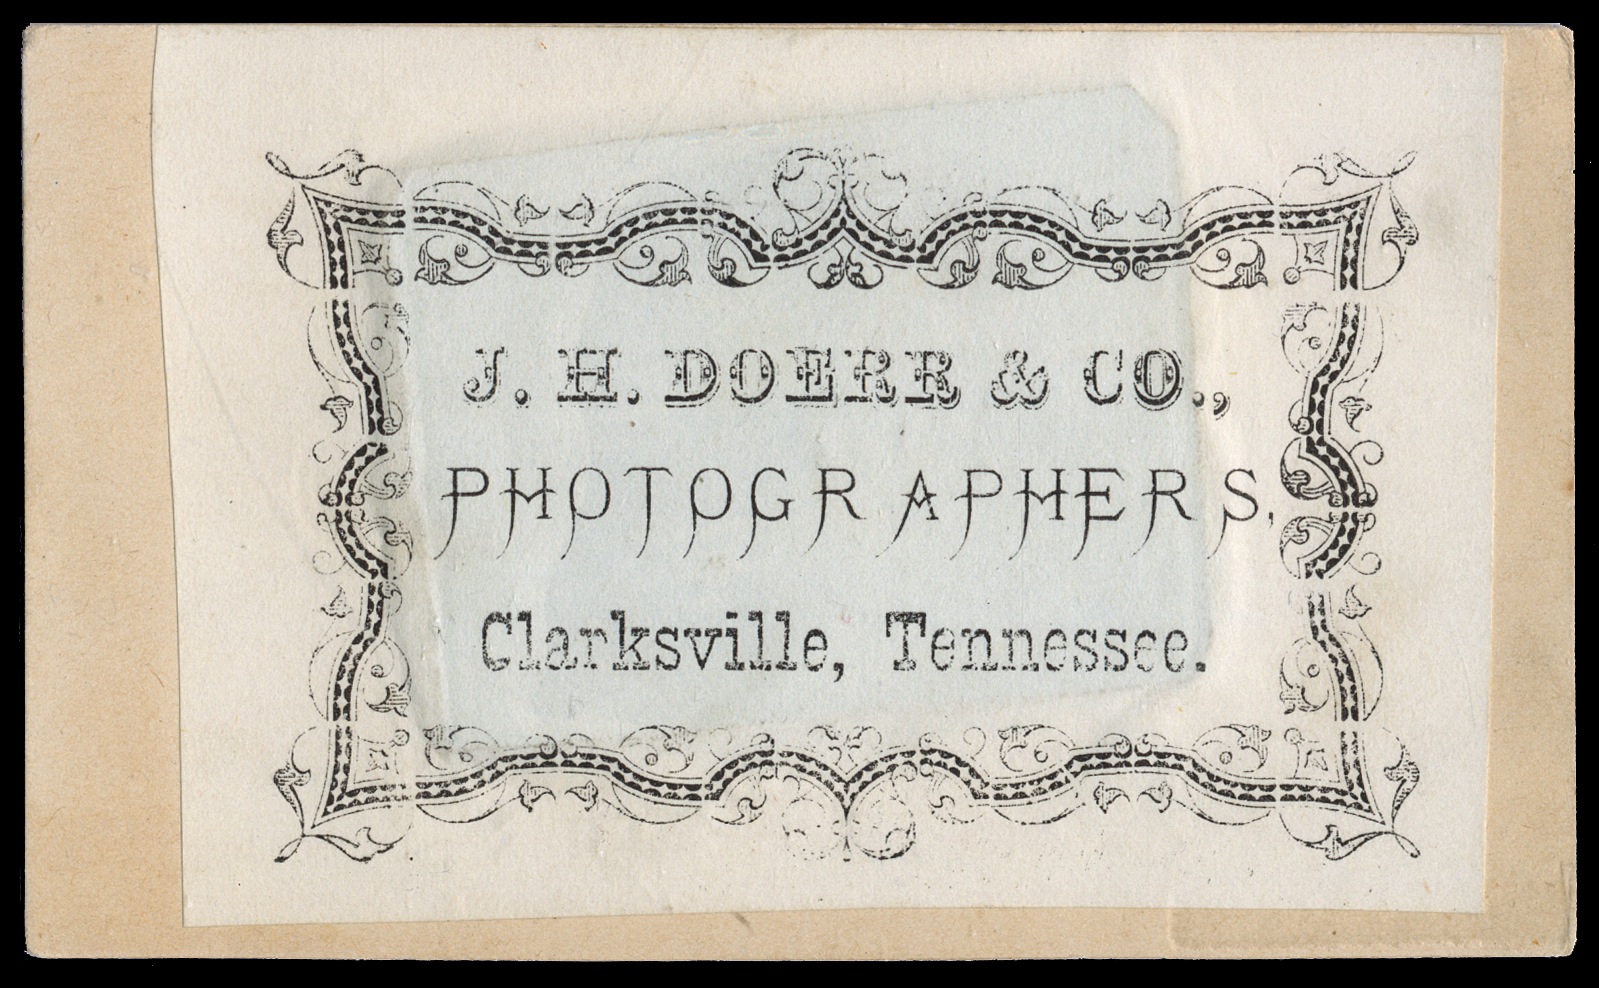 J. H. DOERR & CO.,
PHOTOGRAPHERS,
Clarksville, Tennessee.